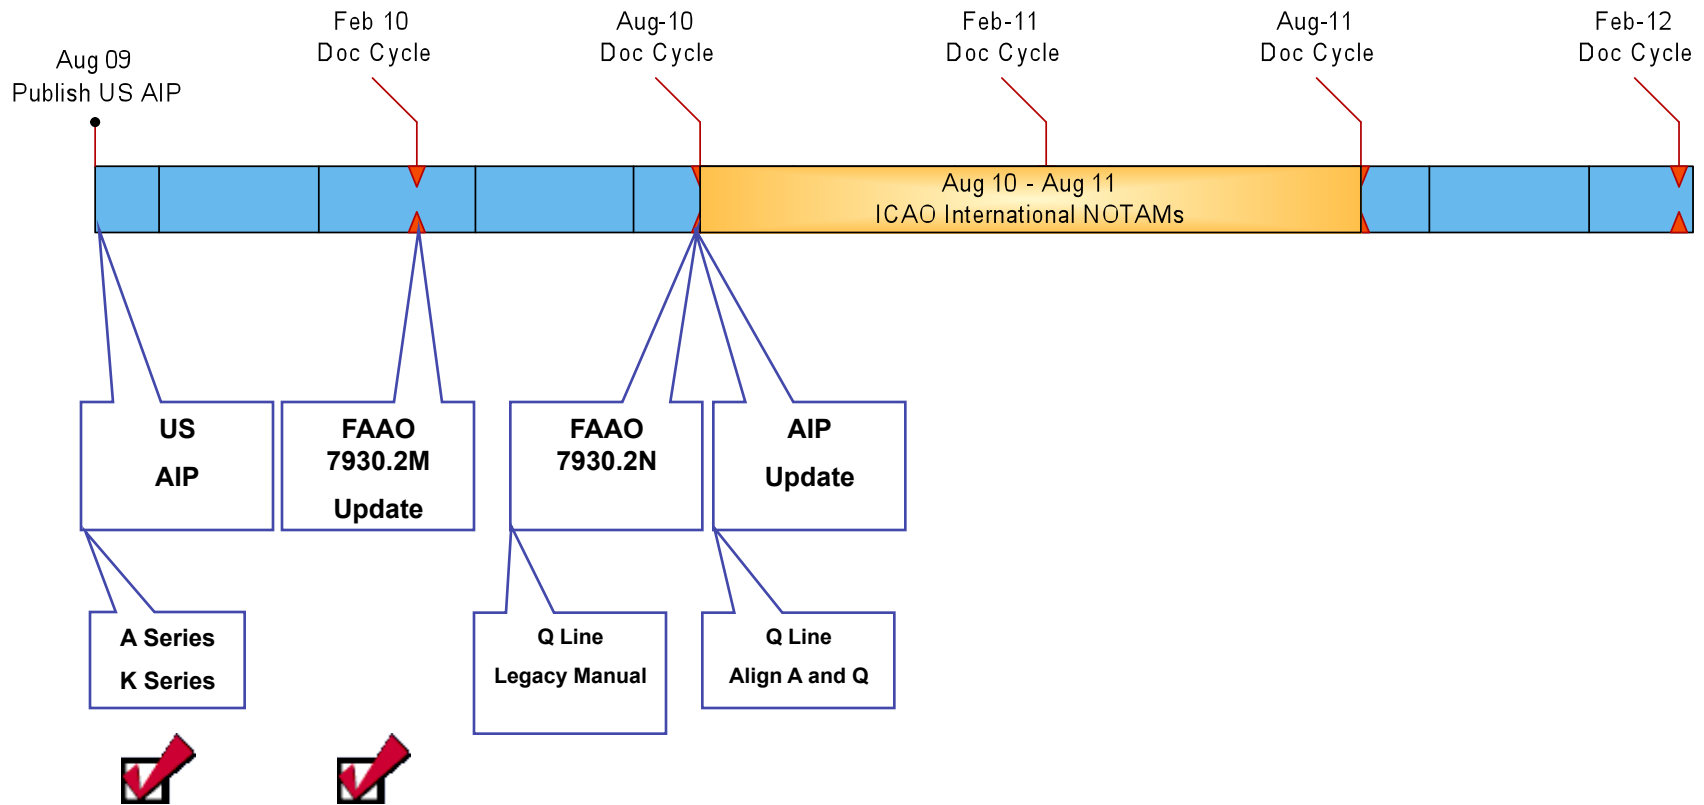 Aug 09
Publish US AIP
Feb 10
Doc Cycle
Aug-10
Doc Cycle
Feb-11
Doc Cycle
Aug-11
Doc Cycle
Feb-12
Doc Cycle
Aug 10 - Aug 11
ICAO International NOTAMs
US
AIP
FAAO
7930.2M
Update
FAAO
7930.2N
AIP
Update
A Series
K Series
Q Line
Legacy Manual
Q Line
Align A and Q